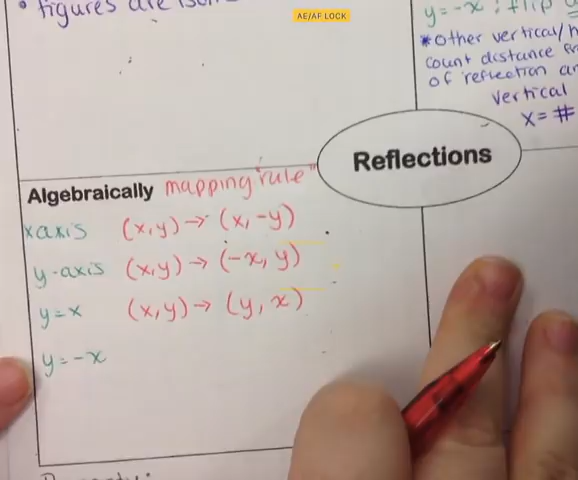 figures are
AE/AF LOCK
y=-x : flip
*Other vertical/h
count distance
of reflection
vertical
x=#
Reflections
Algebraically mapping "rule"
x axis (x,y)→(x,-y)
y-axis (x,y)→(-x, y)
y=x (x,y)→(y, x)
y=-x